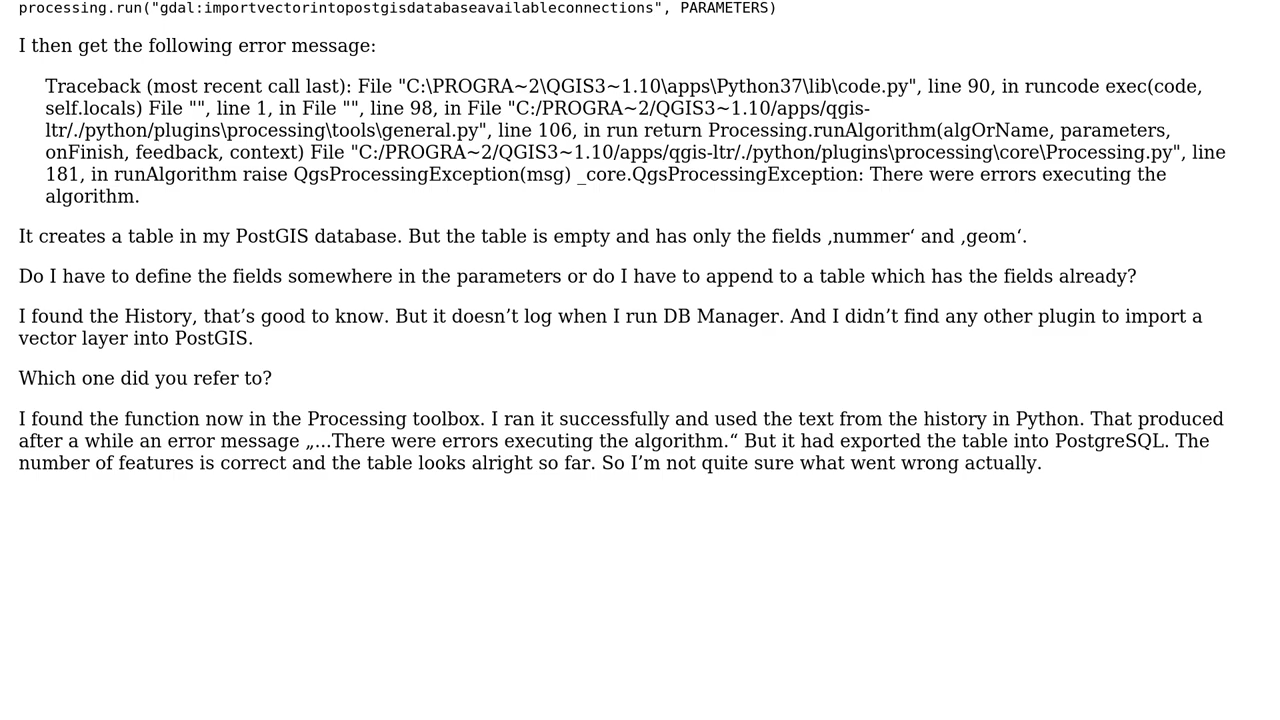 processing.run("gdal:importvectorintopostgisdatabaseavailableconnections", PARAMETERS)
I then get the following error message:
Traceback (most recent call last): File "C:\PROGRA~2\QGIS3~1.10\apps\Python37\lib\code.py", line 90, in runcode exec(code,
self.locals) File "", line 1, in File "", line 98, in File "C:/PROGRA~2/QGIS3~1.10/apps/qgis-
ltr/./python/plugins\processing\tools\general.py", line 106, in run return Processing.runAlgorithm(algOrName, parameters,
onFinish, feedback, context) File "C:/PROGRA~2/QGIS3~1.10/apps/qgis-ltr/./python/plugins\processing\core\Processing.py", line
181, in runAlgorithm raise QgsProcessingException(msg) _core.QgsProcessingException: There were errors executing the
algorithm.
It creates a table in my PostGIS database. But the table is empty and has only the fields ‚nummer‘ and ‚geom‘.
Do I have to define the fields somewhere in the parameters or do I have to append to a table which has the fields already?
I found the History, that’s good to know. But it doesn’t log when I run DB Manager. And I didn’t find any other plugin to import a
vector layer into PostGIS.
Which one did you refer to?
I found the function now in the Processing toolbox. I ran it successfully and used the text from the history in Python. That produced
after a while an error message „...There were errors executing the algorithm.“ But it had exported the table into PostgreSQL. The
number of features is correct and the table looks alright so far. So I’m not quite sure what went wrong actually.